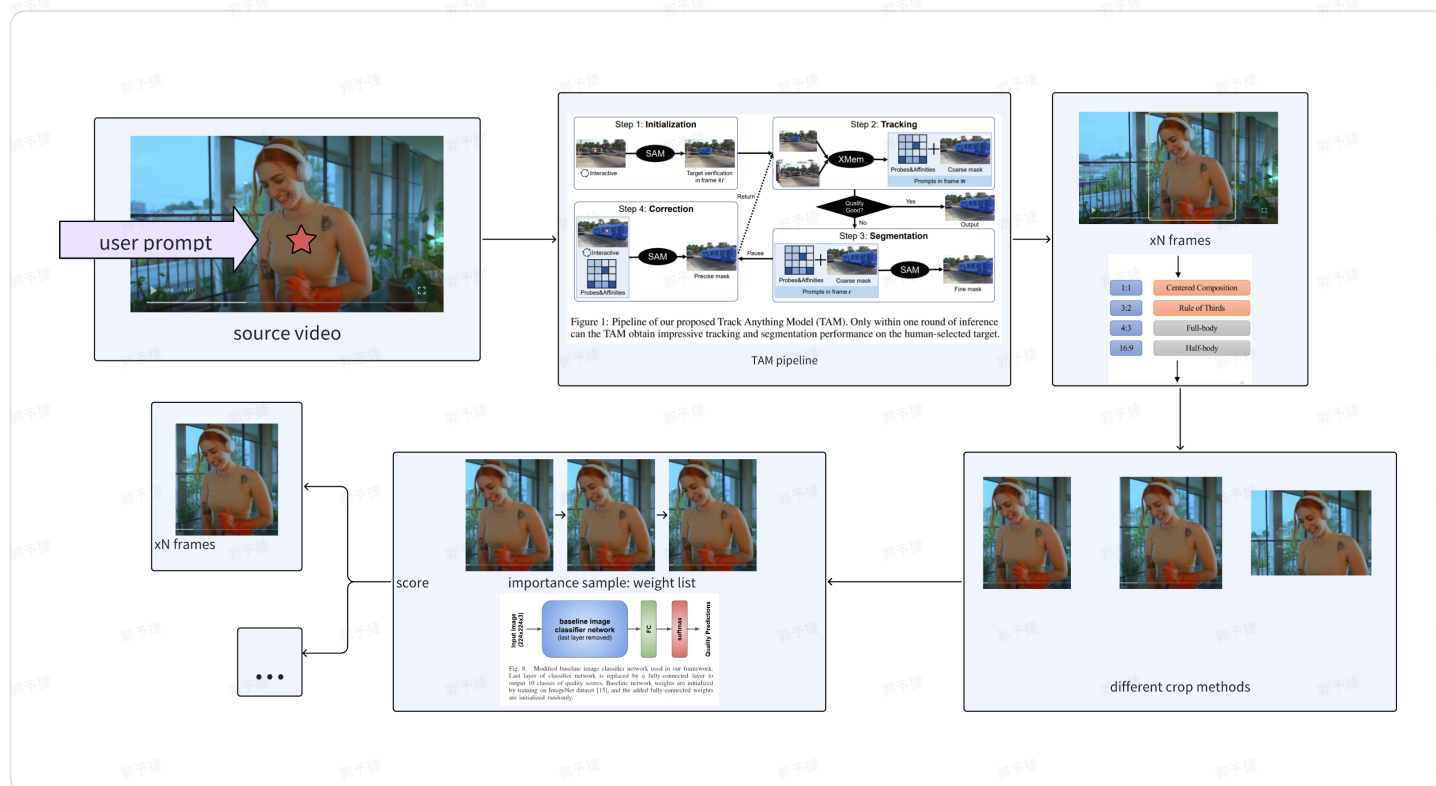 user prompt
source video
Step 1: Initialization
SAM
Interactive
Target verification
in frame #1
Step 2: Tracking
XMem
Probes&Affinities
Coarse mask
Prompts in frame #t
Return
Quality
Good?
Yes
No
Output
Step 4: Correction
Interactive
SAM
Probes&Affinities
Precise mask
Pause
Step 3: Segmentation
Probes&Affinities
Coarse mask
SAM
Fine mask
Prompts in frame t
Figure 1: Pipeline of our proposed Track Anything Model (TAM). Only within one round of inference
can the TAM obtain impressive tracking and segmentation performance on the human-selected target.
TAM pipeline
xN frames
1:1 Centered Composition
3:2 Rule of Thirds
4:3 Full-body
16:9 Half-body
different crop methods
importance sample: weight list
Input Image
(224x224x3)
baseline image
classifier network
(last layer removed)
FC
softmax
Quality Predictions
Fig. 8. Modified baseline image classifier network used in our framework.
Last layer of classifier network is replaced by a fully-connected layer to
output 10 classes of quality scores. Baseline network weights are initialized
by training on ImageNet dataset [15], and the added fully-connected weights
are initialized randomly.
score
xN frames
...
郭予捷